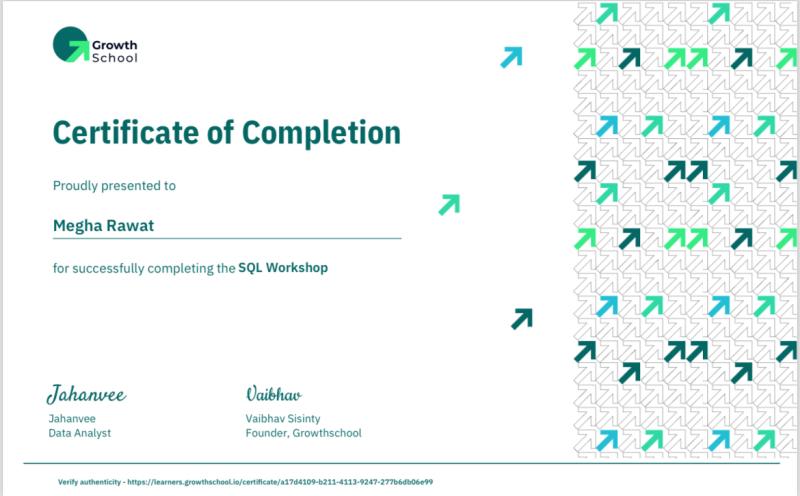 Growth
School
Certificate of Completion
Proudly presented to
Megha Rawat
for successfully completing the SQL Workshop
Jahanvee
Vaibhav
Jahanvee
Vaibhav Sisinty
Data Analyst
Founder, Growthschool
Verify authenticity - https://learners.growthschool.io/certificate/a17d4109-b211-4113-9247-277b6db06e99